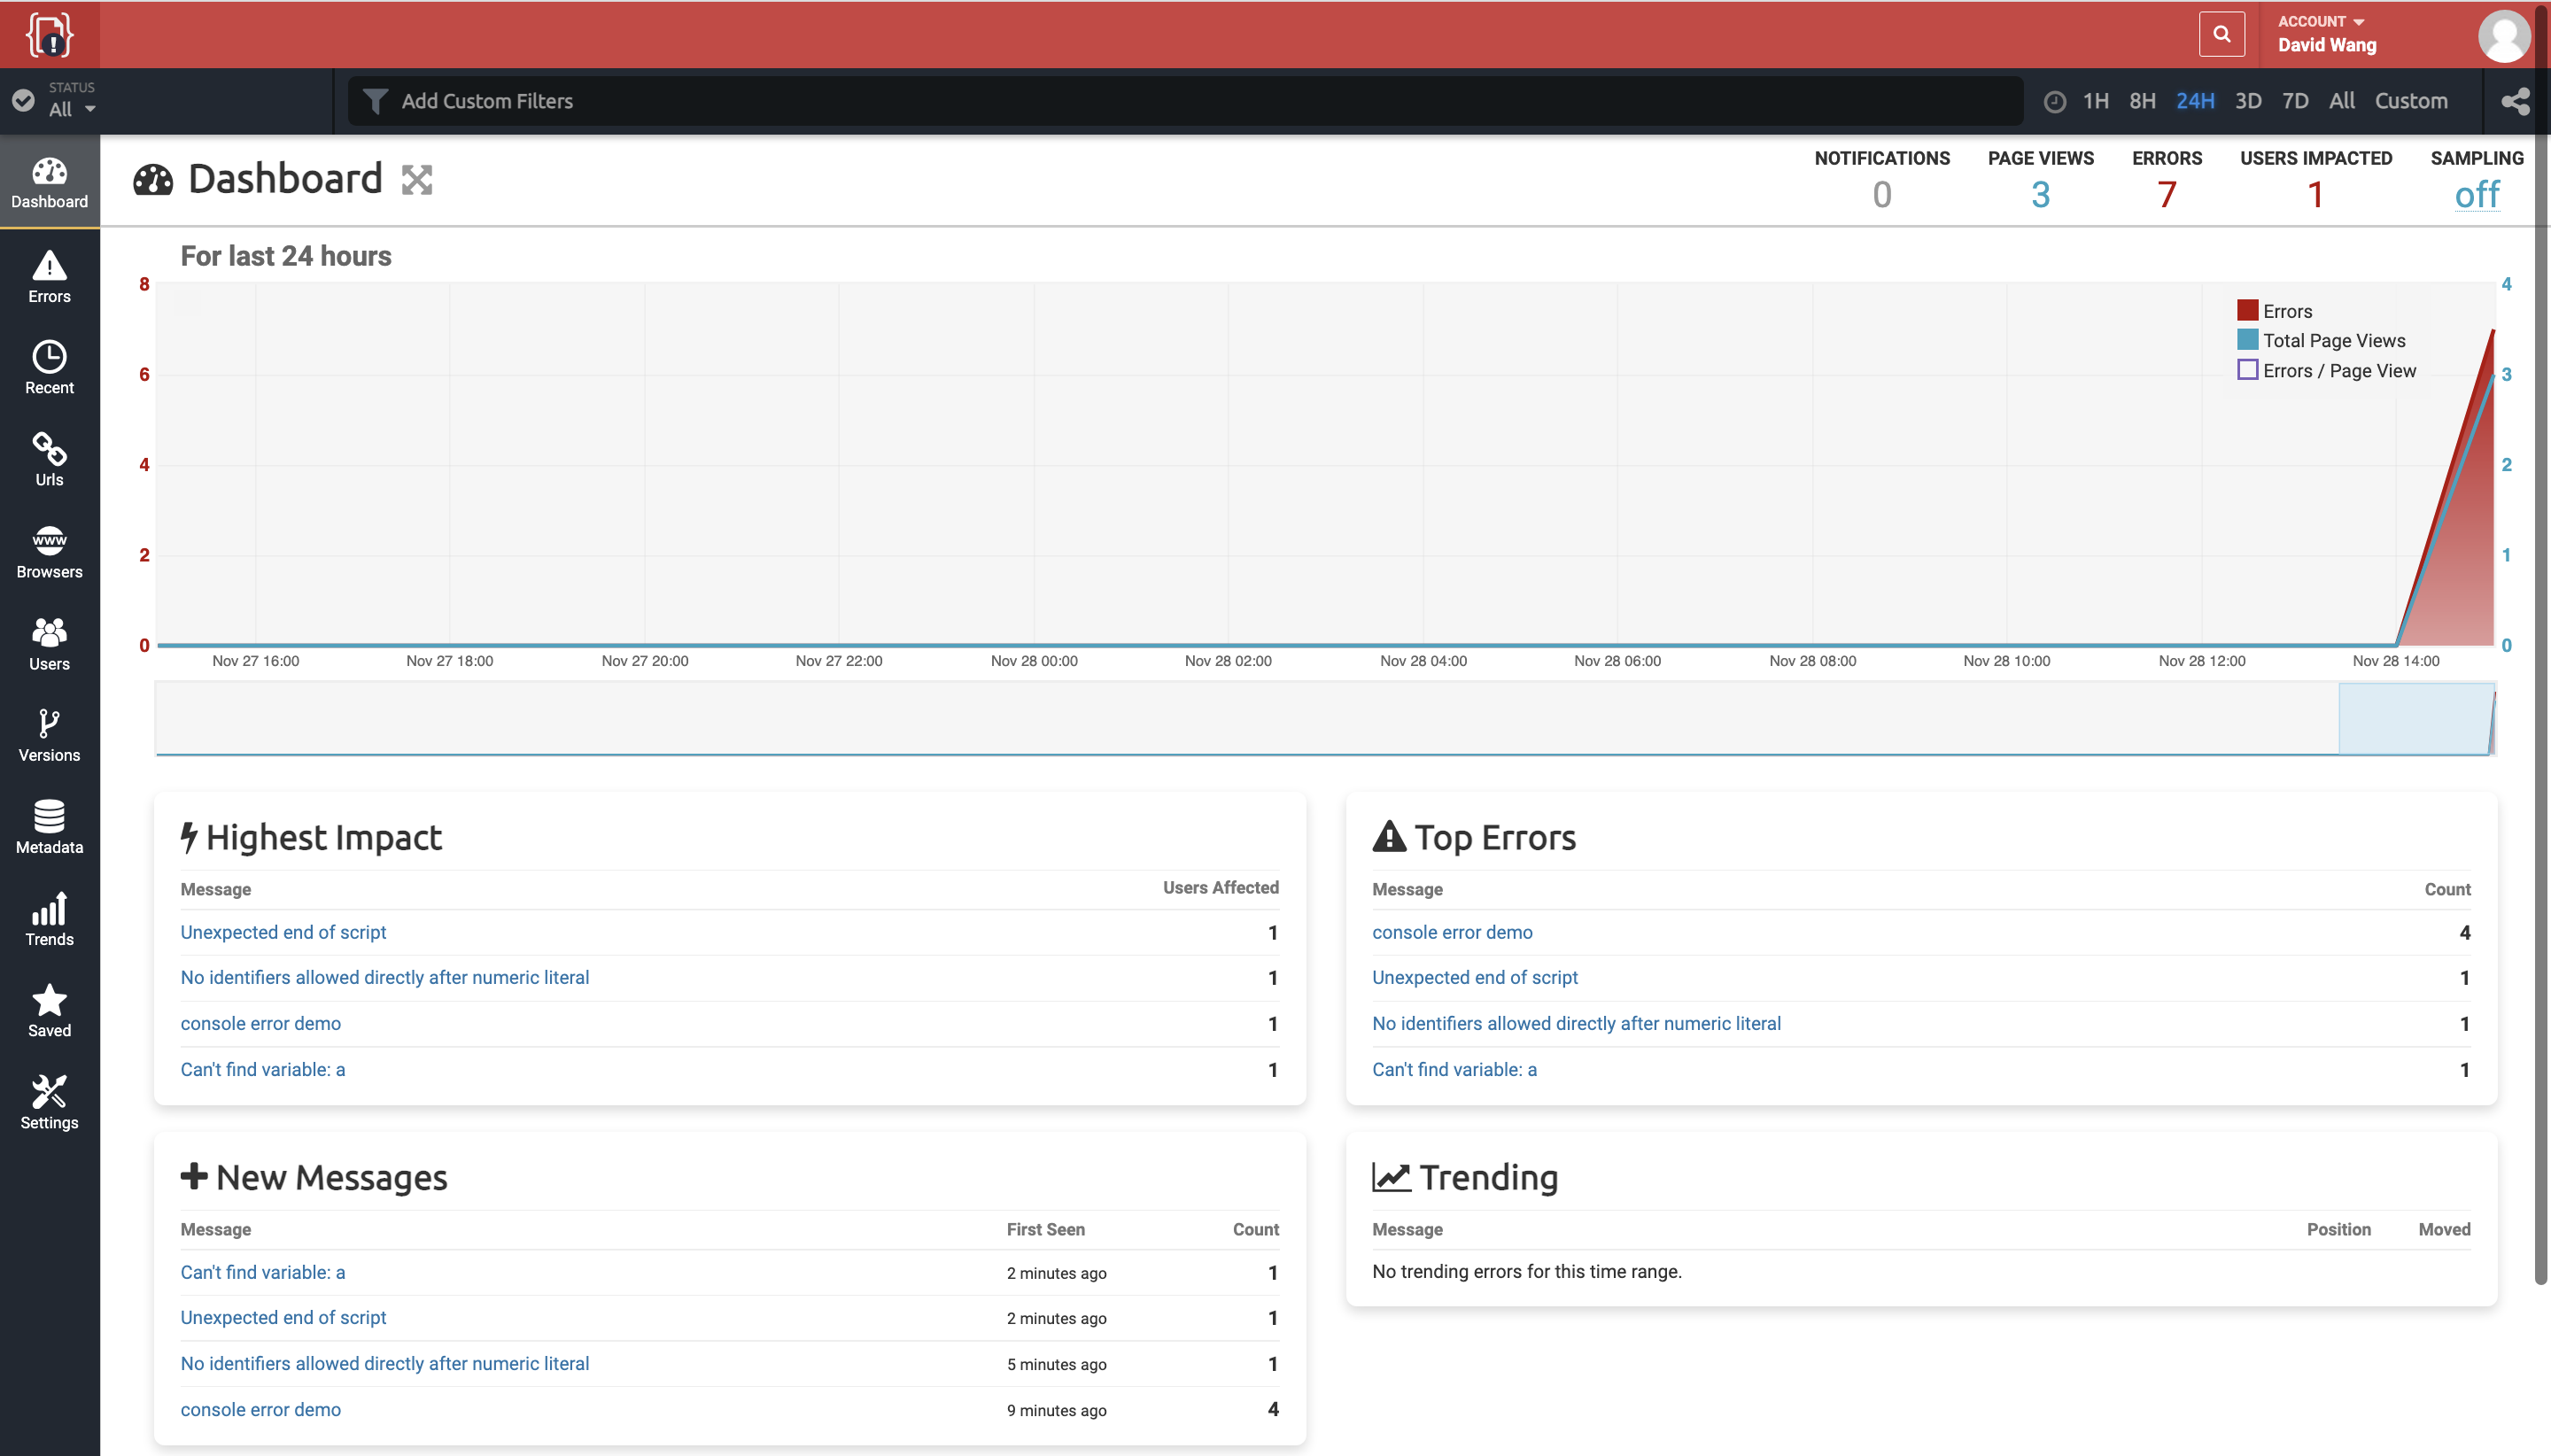 ACCOUNT
David Wang
STATUS
All
Add Custom Filters
1H 8H 24H 3D 7D All Custom
Dashboard
Errors
Recent
Urls
WWW
Browsers
Users
Versions
Metadata
Trends
Saved
Settings
Dashboard
NOTIFICATIONS PAGE VIEWS ERRORS USERS IMPACTED SAMPLING
0 3 7 1 off
For last 24 hours
8
6
4
2
0
4
3
2
1
0
Errors
Total Page Views
Errors / Page View
Nov 27 16:00 Nov 27 18:00 Nov 27 20:00 Nov 27 22:00 Nov 28 00:00 Nov 28 02:00 Nov 28 04:00 Nov 28 06:00 Nov 28 08:00 Nov 28 10:00 Nov 28 12:00 Nov 28 14:00
Highest Impact
Message Users Affected
Unexpected end of script 1
No identifiers allowed directly after numeric literal 1
console error demo 1
Can't find variable: a 1
Top Errors
Message Count
console error demo 4
Unexpected end of script 1
No identifiers allowed directly after numeric literal 1
Can't find variable: a 1
New Messages
Message First Seen Count
Can't find variable: a 2 minutes ago 1
Unexpected end of script 2 minutes ago 1
No identifiers allowed directly after numeric literal 5 minutes ago 1
console error demo 9 minutes ago 4
Trending
Message Position Moved
No trending errors for this time range.